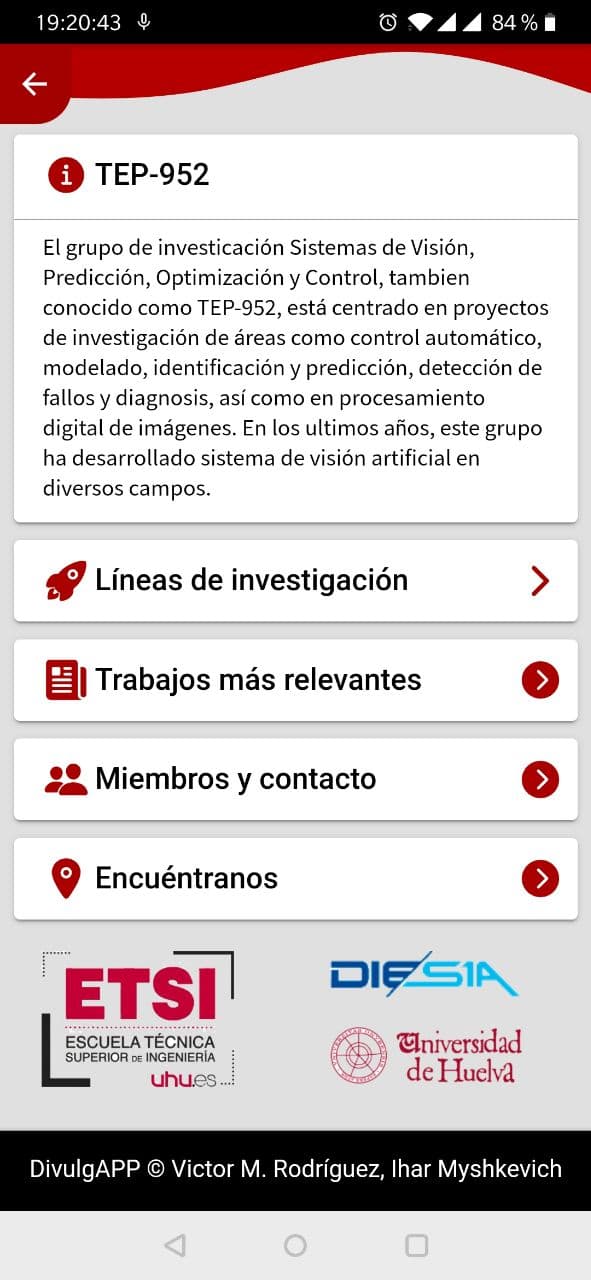 19:20:43
84 %
TEP-952
El grupo de investicación Sistemas de Visión,
Predicción, Optimización y Control, tambien
conocido como TEP-952, está centrado en proyectos
de investigación de áreas como control automático,
modelado, identificación y predicción, detección de
fallos y diagnosis, así como en procesamiento
digital de imágenes. En los ultimos años, este grupo
ha desarrollado sistema de visión artificial en
diversos campos.
Líneas de investigación
Trabajos más relevantes
Miembros y contacto
Encuéntranos
ETSI
ESCUELA TÉCNICA
SUPERIOR DE INGENIERÍA
uhu.es
DIESIA
Universidad
de Huelva
DivulgAPP © Victor M. Rodríguez, Ihar Myshkevich